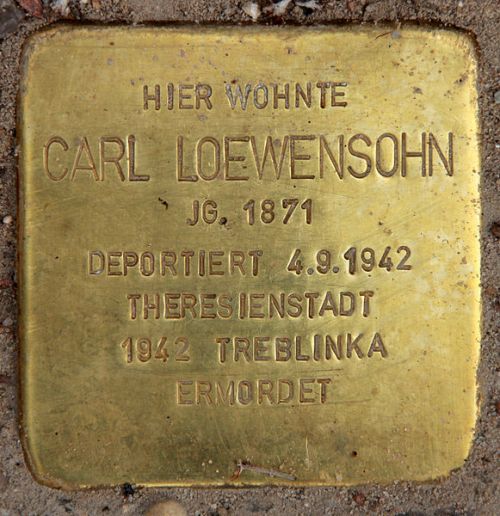 HIER WOHNTE
CARL LOEWENSOHN
JG. 1871
DEPORTIERT 4.9.1942
THERESIENSTADT
1942 TREBLINKA
ERMORDET